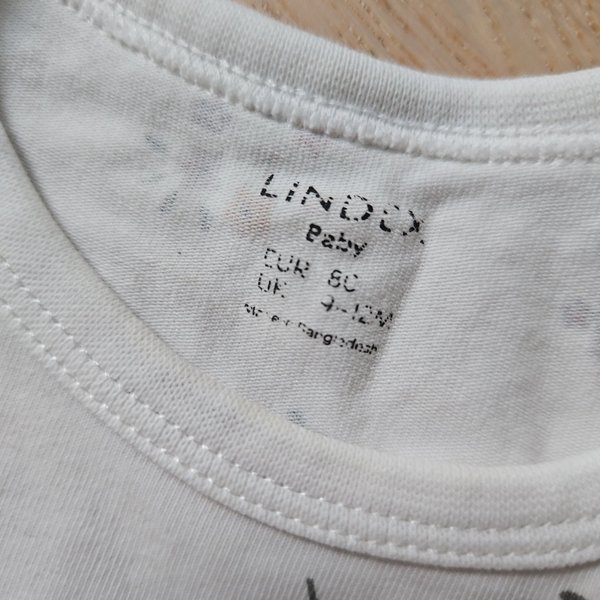 LINDEX
Baby
EUR 80
UK 9-12M
Made in Bangladesh